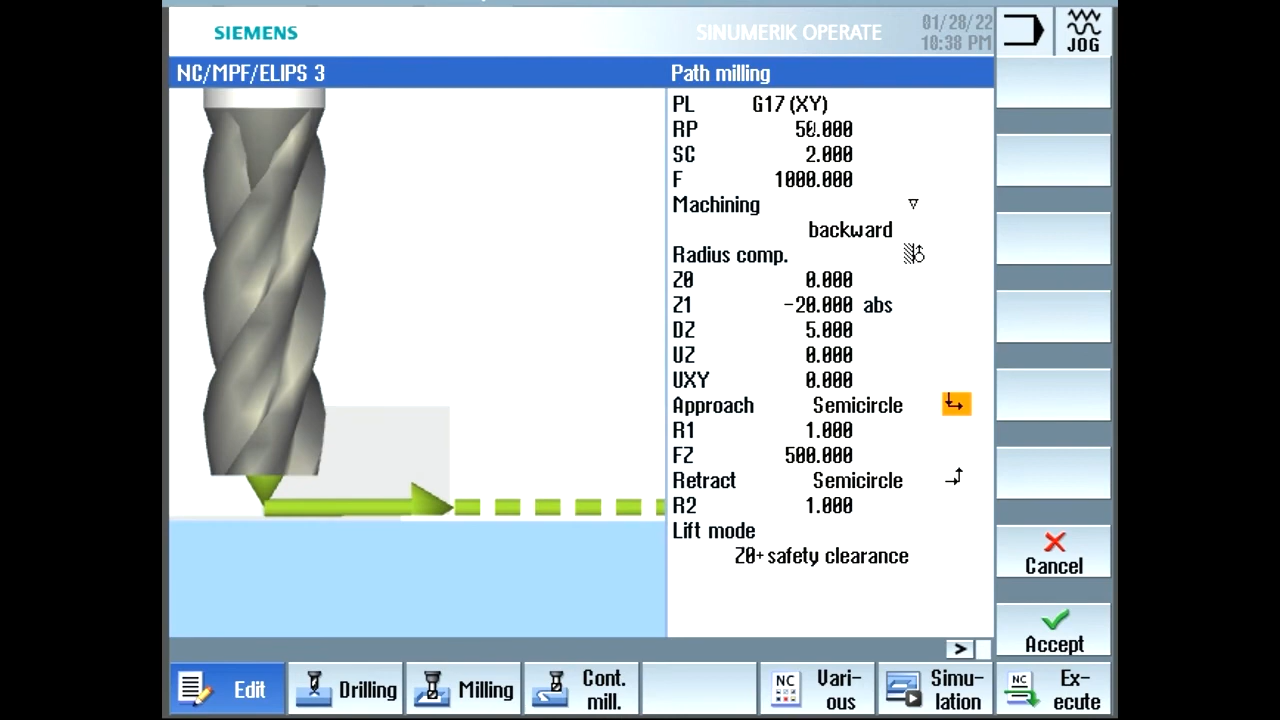 SIEMENS
SINUMERIK OPERATE
01/28/22
10:38 PM
JOG
NC/MPF/ELIPS 3
Path milling
PL G17 (XY)
RP 50.000
SC 2.000
F 1000.000
Machining ▽
backward
Radius comp.
Z0 0.000
Z1 -20.000 abs
DZ 5.000
UZ 0.000
UXY 0.000
Approach Semicircle
R1 1.000
FZ 500.000
Retract Semicircle
R2 1.000
Lift mode
Z0+safety clearance
Cancel
Accept
>
Edit
Drilling
Milling
Cont.
mill.
NC
Vari-
ous
Simu-
lation
NC
Ex-
ecute